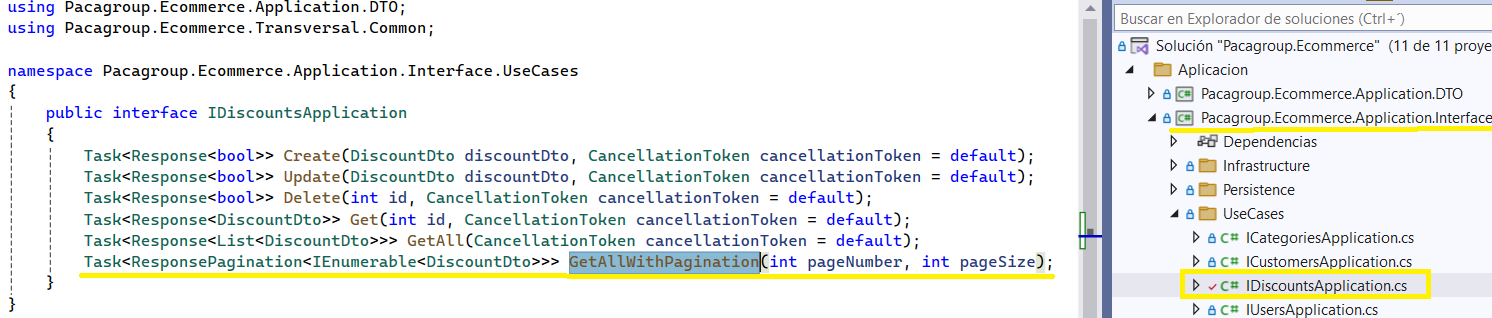 using Pacagroup.Ecommerce.Application.DTO;
using Pacagroup.Ecommerce.Transversal.Common;
namespace Pacagroup.Ecommerce.Application.Interface.UseCases
{
public interface IDiscountsApplication
{
Task<Response<bool>> Create(DiscountDto discountDto, CancellationToken cancellationToken = default);
Task<Response<bool>> Update(DiscountDto discountDto, CancellationToken cancellationToken = default);
Task<Response<bool>> Delete(int id, CancellationToken cancellationToken = default);
Task<Response<DiscountDto>> Get(int id, CancellationToken cancellationToken = default);
Task<Response<List<DiscountDto>>> GetAll(CancellationToken cancellationToken = default);
Task<ResponsePagination<IEnumerable<DiscountDto>>> GetAllWithPagination(int pageNumber, int pageSize);
}
}
Buscar en Explorador de soluciones (Ctrl+´)
Solución "Pacagroup.Ecommerce" (11 de 11 proye
Aplicacion
C# Pacagroup.Ecommerce.Application.DTO
C# Pacagroup.Ecommerce.Application.Interface
Dependencias
Infrastructure
Persistence
UseCases
C# ICategoriesApplication.cs
C# ICustomersApplication.cs
C# IDiscountsApplication.cs
C# IUsersApplication.cs